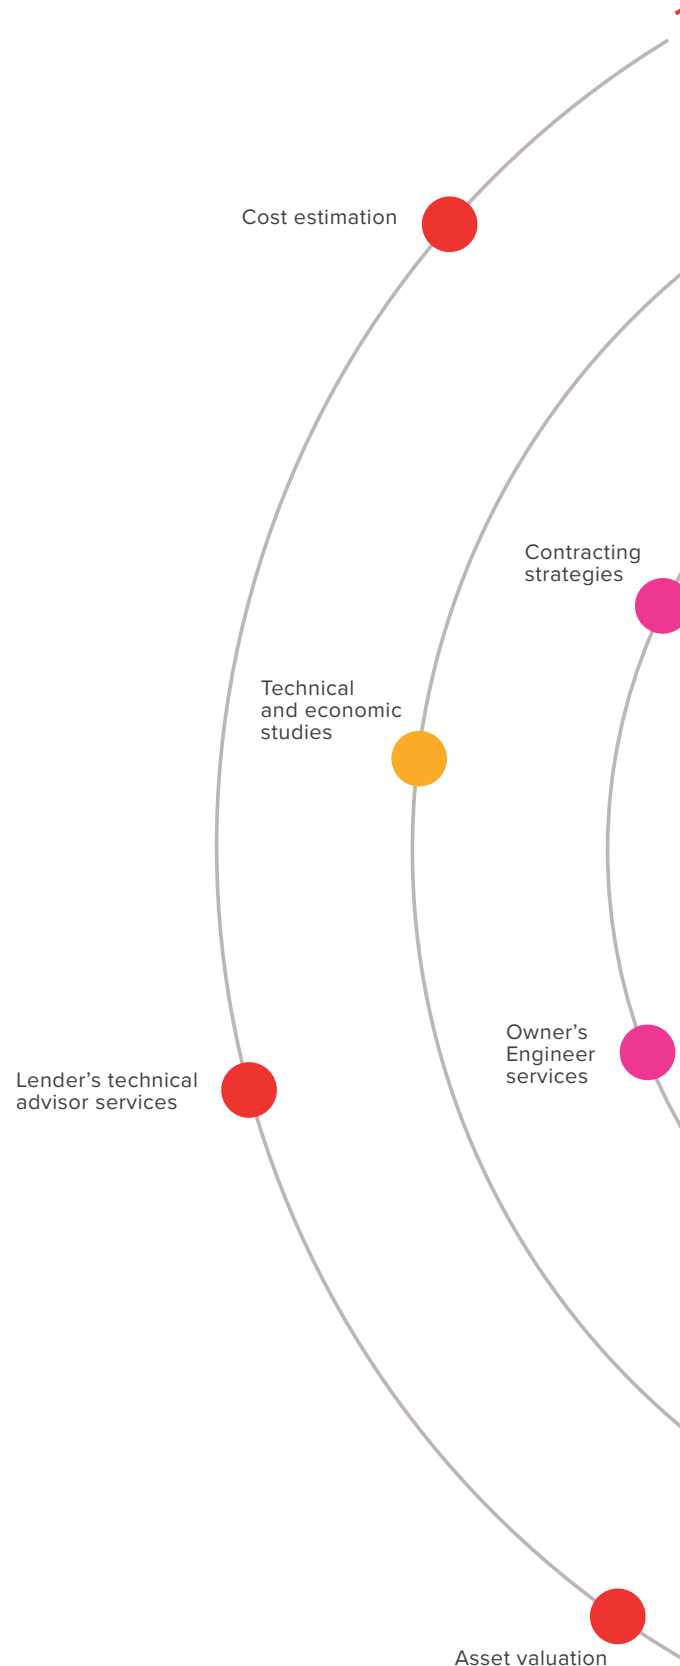 Cost estimation
Contracting
strategies
Technical
and economic
studies
Owner’s
Engineer
services
Lender’s technical
advisor services
Asset valuation